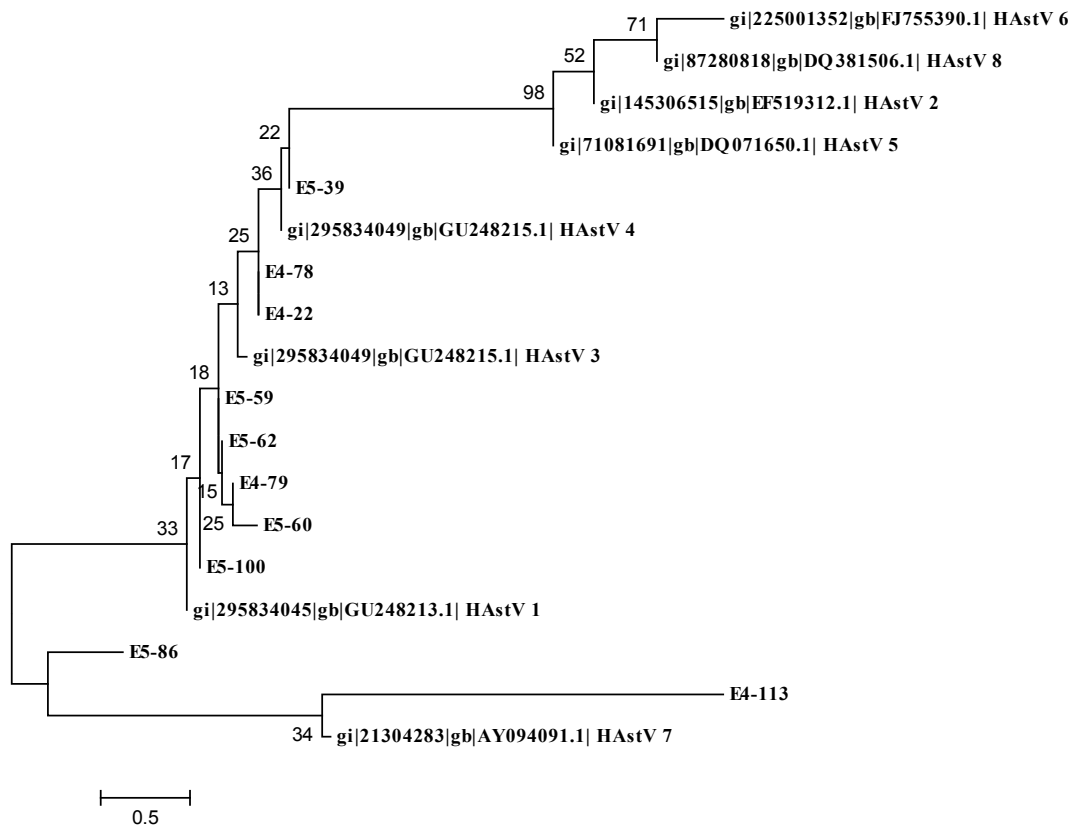 71
gi|225001352|gb|FJ755390.1| HAstV 6
52
gi|87280818|gb|DQ381506.1| HAstV 8
98
gi|145306515|gb|EF519312.1| HAstV 2
22
gi|71081691|gb|DQ071650.1| HAstV 5
36
E5-39
25
gi|295834049|gb|GU248215.1| HAstV 4
E4-78
13
E4-22
gi|295834049|gb|GU248215.1| HAstV 3
18
E5-59
E5-62
17
15
E4-79
33
25
E5-60
E5-100
gi|295834045|gb|GU248213.1| HAstV 1
E5-86
E4-113
34
gi|21304283|gb|AY094091.1| HAstV 7
0.5